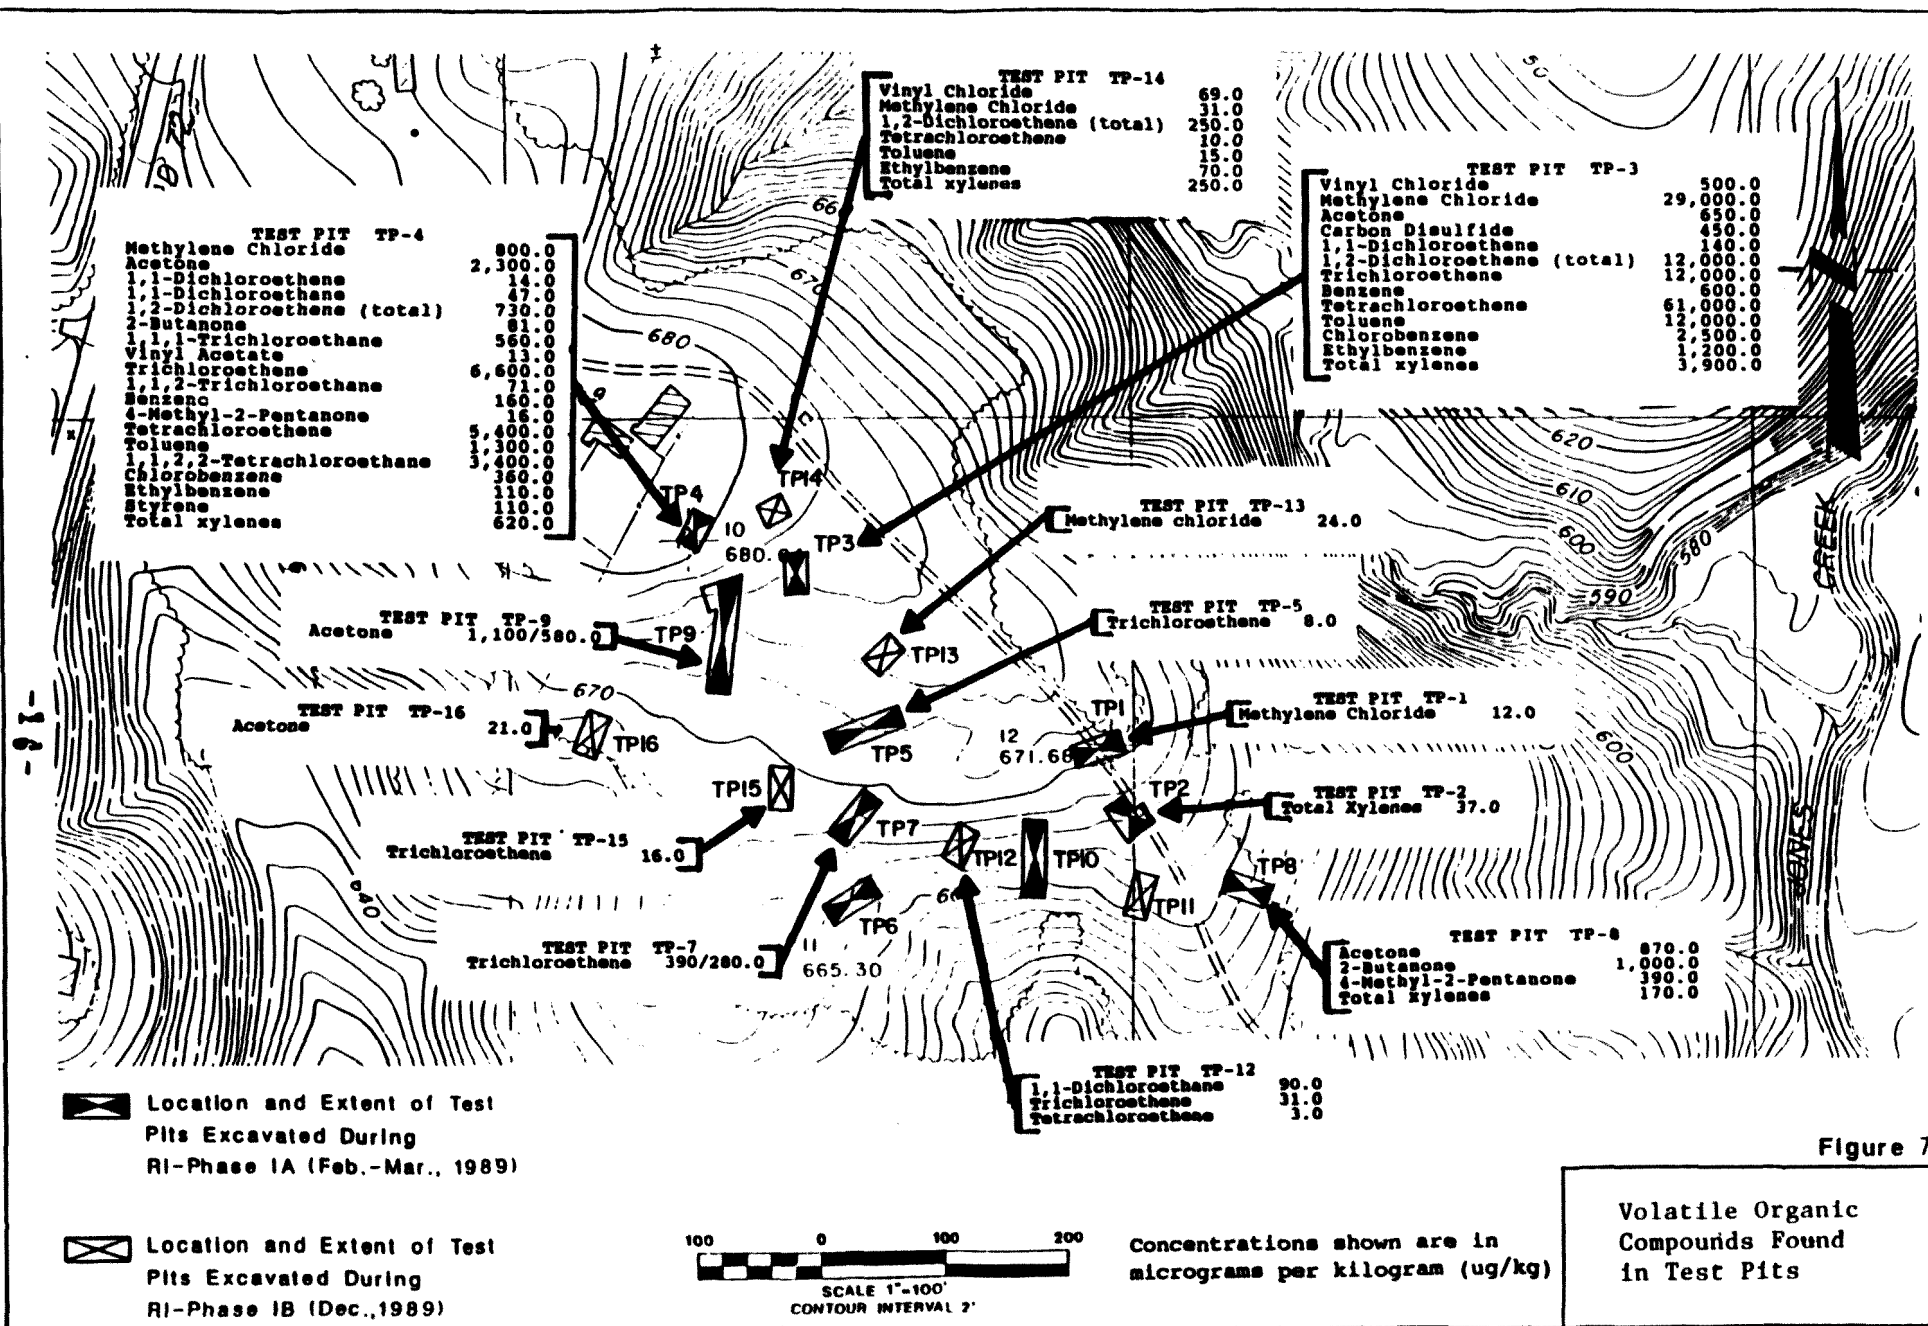 TEST PIT TP-14
Vinyl Chloride 69.0
Methylene Chloride 31.0
1,2-Dichloroethene (total) 250.0
Tetrachloroethene 10.0
Toluene 15.0
Ethylbenzene 70.0
Total xylenes 250.0
TEST PIT TP-3
Vinyl Chloride 500.0
Methylene Chloride 29,000.0
Acetone 650.0
Carbon Disulfide 450.0
1,1-Dichloroethene 140.0
1,2-Dichloroethene (total) 12,000.0
Trichloroethene 12,000.0
Benzene 600.0
Tetrachloroethene 61,000.0
Toluene 12,000.0
Chlorobenzene 2,500.0
Ethylbenzene 1,200.0
Total xylenes 3,900.0
TEST PIT TP-4
Methylene Chloride 800.0
Acetone 2,300.0
1,1-Dichloroethene 14.0
1,1-Dichloroethane 47.0
1,2-Dichloroethene (total) 730.0
2-Butanone 81.0
1,1,1-Trichloroethane 560.0
Vinyl Acetate 13.0
Trichloroethene 6,600.0
1,1,2-Trichloroethane 71.0
Benzene 160.0
4-Methyl-2-Pentanone 16.0
Tetrachloroethene 5,400.0
Toluene 1,300.0
1,1,2,2-Tetrachloroethane 3,400.0
Chlorobenzene 360.0
Ethylbenzene 110.0
Styrene 110.0
Total xylenes 620.0
50
66
670
680
TP14
TP4
10
680.
TP3
620
610
600
580
590
CREEK
TEST PIT TP-13
Methylene chloride 24.0
TEST PIT TP-9
Acetone 1,100/580.0
TP9
TP13
TEST PIT TP-5
Trichloroethene 8.0
670
TEST PIT TP-16
Acetone 21.0
TP16
TP5
12
671.68
TP1
TEST PIT TP-1
Methylene Chloride 12.0
600
TP15
TEST PIT TP-15
Trichloroethene 16.0
TP7
TP12
TP10
TP2
TEST PIT TP-2
Total Xylenes 37.0
JONES
TP8
TP11
TP6
640
TEST PIT TP-7
Trichloroethene 390/280.0
11
665.30
TEST PIT TP-8
Acetone 870.0
2-Butanone 1,000.0
4-Methyl-2-Pentanone 390.0
Total Xylenes 170.0
TEST PIT TP-12
1,1-Dichloroethane 90.0
Trichloroethene 31.0
Tetrachloroethene 3.0
Location and Extent of Test
Pits Excavated During
RI-Phase IA (Feb.-Mar., 1989)
Location and Extent of Test
Pits Excavated During
RI-Phase IB (Dec.,1989)
100 0 100 200
SCALE 1"=100'
CONTOUR INTERVAL 2'
Concentrations shown are in
micrograms per kilogram (ug/kg)
Figure 7
Volatile Organic
Compounds Found
in Test Pits